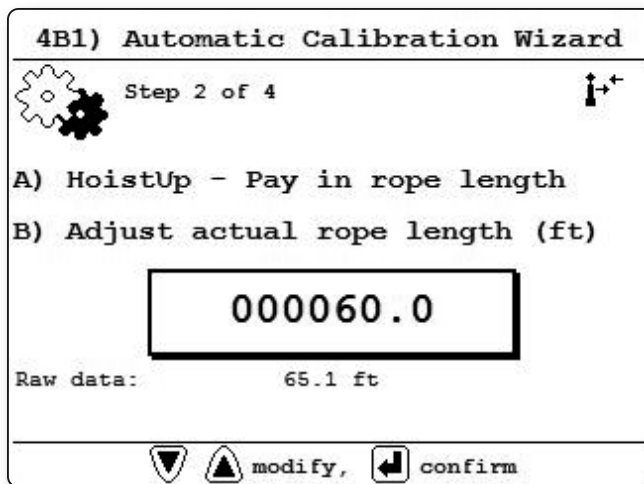 4B1) Automatic Calibration Wizard
Step 2 of 4
A) HoistUp - Pay in rope length
B) Adjust actual rope length (ft)
000060.0
Raw data: 65.1 ft
modify, confirm